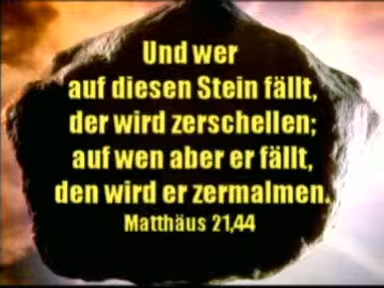 Und wer
auf diesen Stein fällt,
der wird zerschellen;
auf wen aber er fällt,
den wird er zermalmen.
Matthäus 21,44